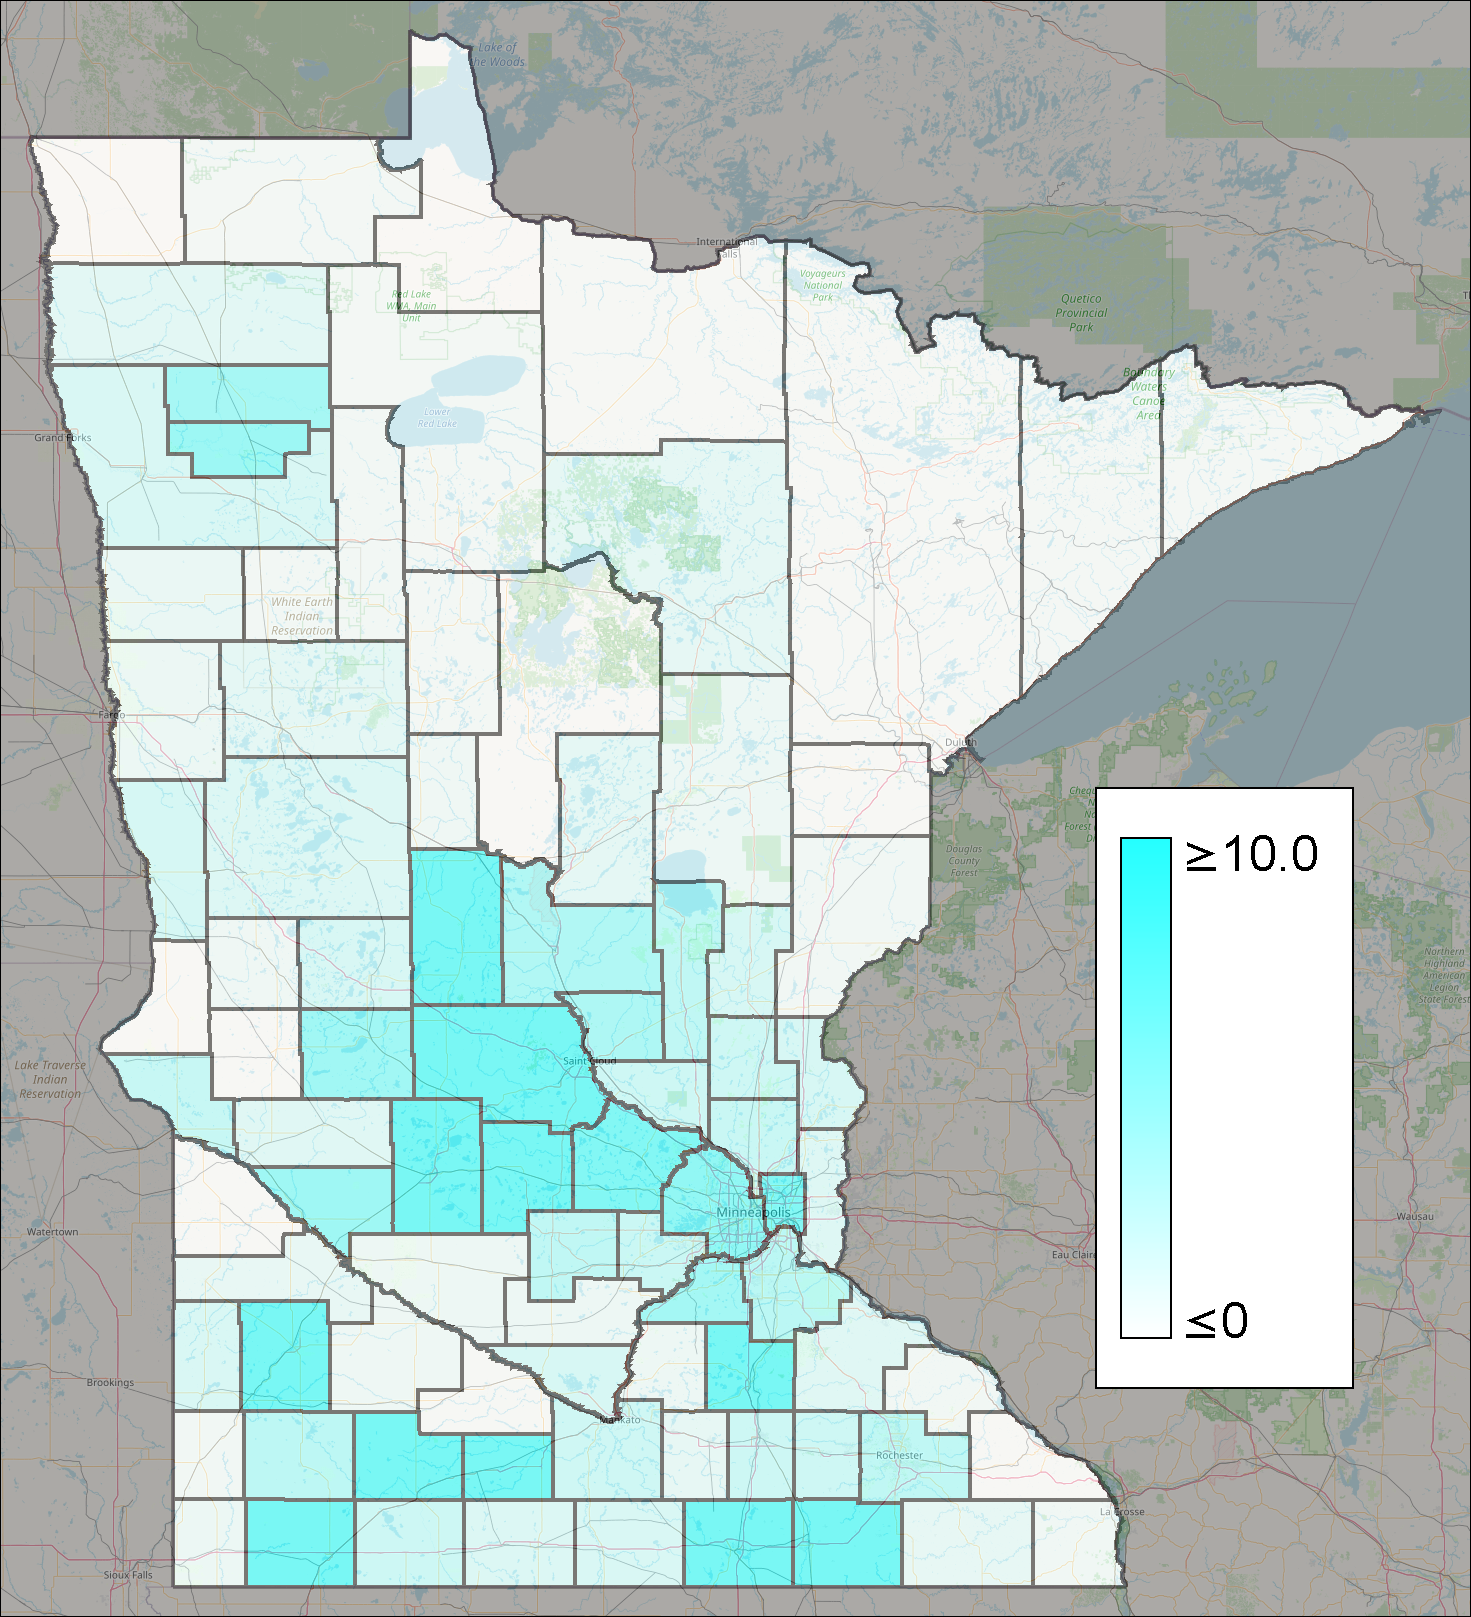 Lake of
the Woods
International
Falls
Voyageurs
National
Park
Quetico
Provincial
Park
Red Lake
WMA, Main
Unit
Boundary
Waters
Canoe
Area
Lower
Red Lake
Grand Forks
White Earth
Indian
Reservation
Fargo
Duluth
Douglas
County
Forest
≥10.0
Northern
Highland
American
Legion
State Forest
Lake Traverse
Indian
Reservation
Saint Cloud
Minneapolis
Watertown
Wausau
Eau Clair
≤0
Brookings
Mankato
Rochester
La Crosse
Sioux Falls